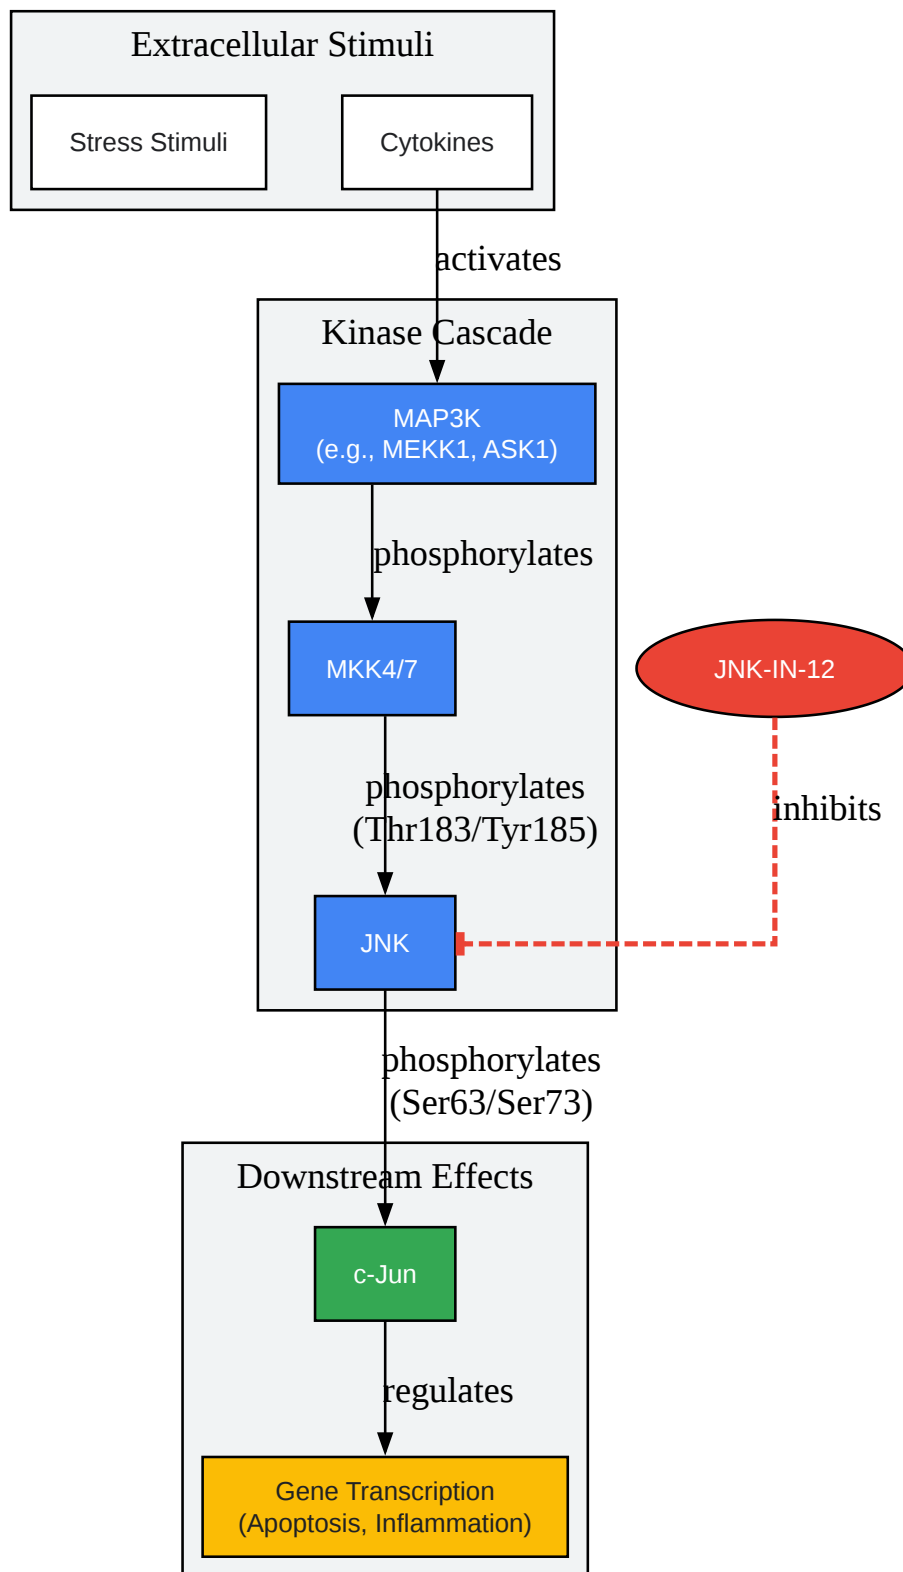 Extracellular Stimuli
Stress Stimuli
Cytokines
activates
Kinase Cascade
MAP3K
(e.g., MEKK1, ASK1)
phosphorylates
MKK4/7
JNK-IN-12
phosphorylates
(Thr183/Tyr185)
inhibits
JNK
phosphorylates
(Ser63/Ser73)
Downstream Effects
c-Jun
regulates
Gene Transcription
(Apoptosis, Inflammation)